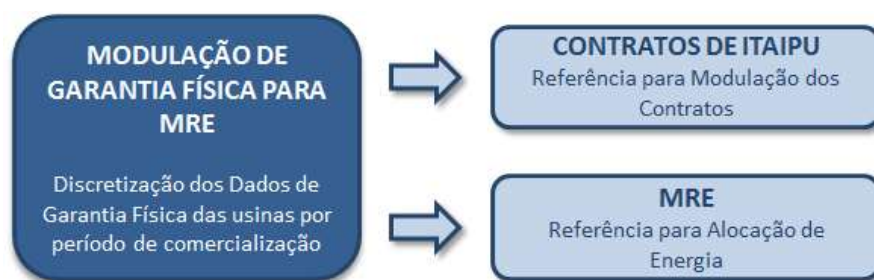 MODULAÇÃO DE
GARANTIA FÍSICA PARA
MRE
Discretização dos Dados de
Garantia Física das usinas por
período de comercialização
CONTRATOS DE ITAIPU
Referência para Modulação dos
Contratos
MRE
Referência para Alocação de
Energia